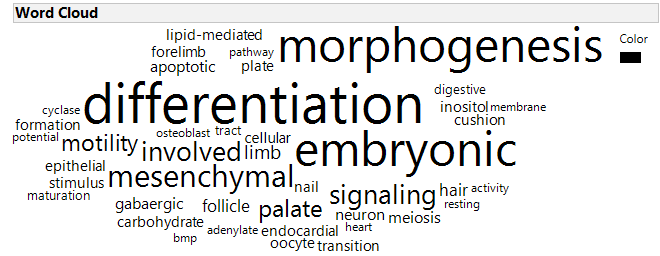 Word Cloud
lipid-mediated
morphogenesis
Color
forelimb pathway
apoptotic plate
differentiation
digestive
cyclase
inositol membrane
formation
cushion
potential
motility
osteoblast tract
cellular
embryonic
involved limb
epithelial
mesenchymal
stimulus
nail
signaling
hair activity
maturation
gabaergic
follicle
palate
resting
neuron meiosis
carbohydrate
endocardial
heart
adenylate
bmp
oocyte transition